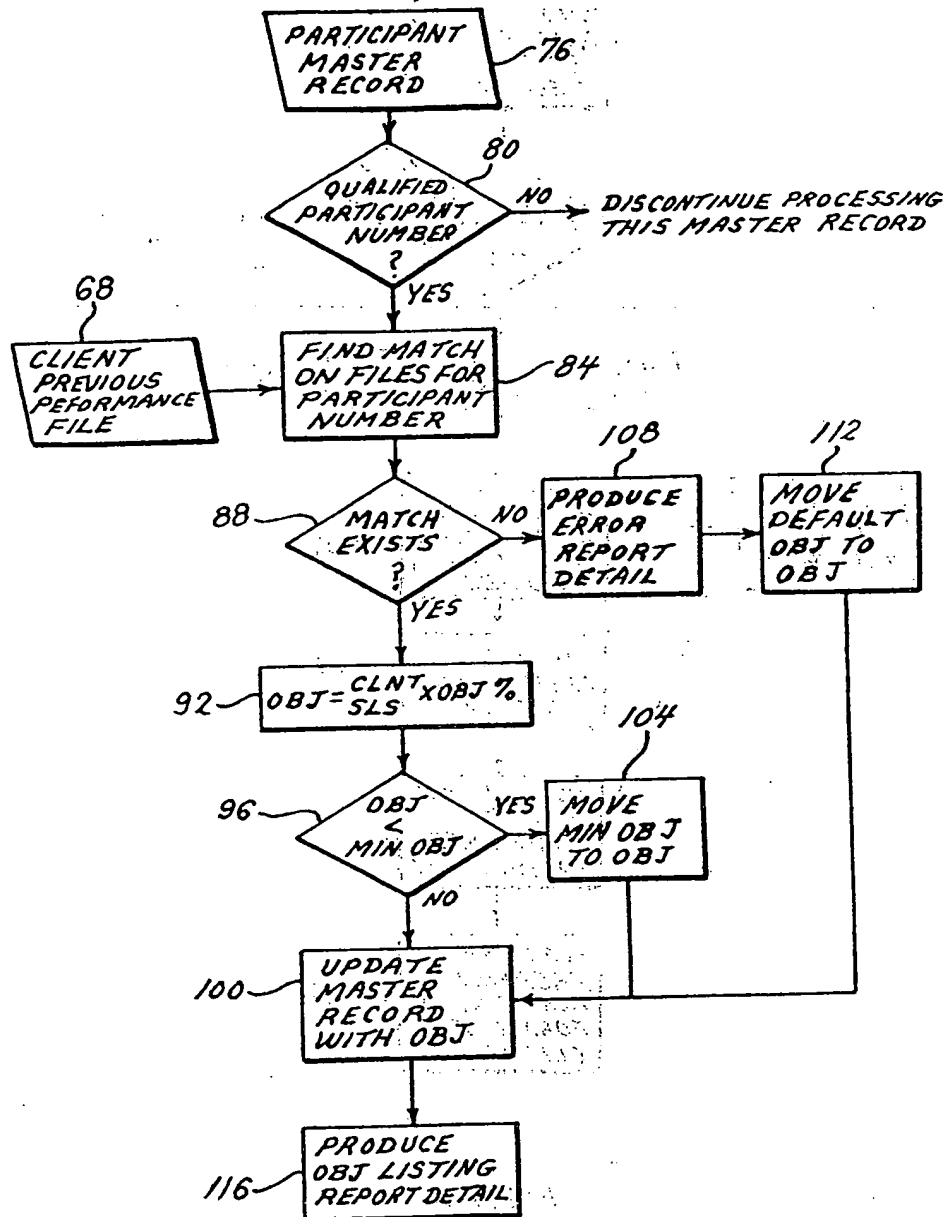 PARTICIPANT
MASTER
RECORD
76
80
QUALIFIED
PARTICIPANT
NUMBER
?
NO
DISCONTINUE PROCESSING
THIS MASTER RECORD
YES
68
CLIENT
PREVIOUS
PEFORMANCE
FILE
FIND MATCH
ON FILES FOR
PARTICIPANT
NUMBER
84
88
MATCH
EXISTS
?
NO
YES
108
PRODUCE
ERROR
REPORT
DETAIL
112
MOVE
DEFAULT
OBJ TO
OBJ
92
OBJ = CLNT SLS X OBJ %
96
OBJ
<
MIN OBJ
YES
NO
104
MOVE
MIN OBJ
TO OBJ
100
UPDATE
MASTER
RECORD
WITH OBJ
116
PRODUCE
OBJ LISTING
REPORT DETAIL